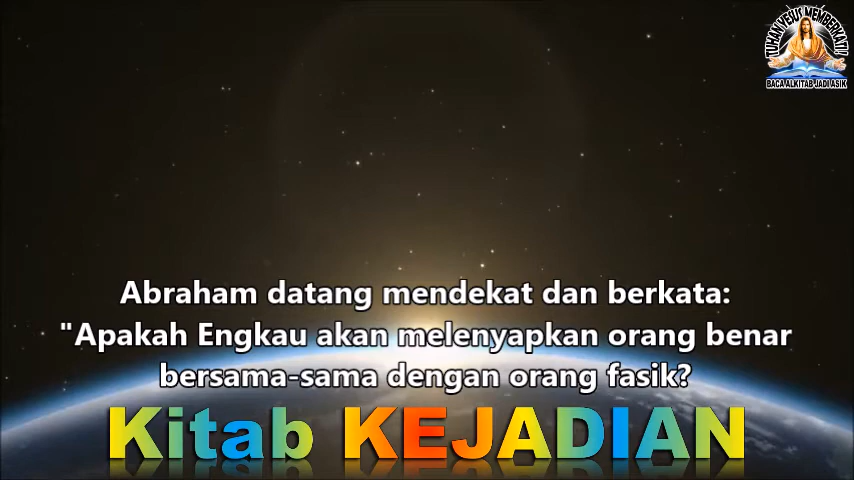 TUHAN YESUS MEMBERKATI!
BACA ALKITAB JADI ASIK
Abraham datang mendekat dan berkata:
"Apakah Engkau akan melenyapkan orang benar
bersama-sama dengan orang fasik?
Kitab KEJADIAN